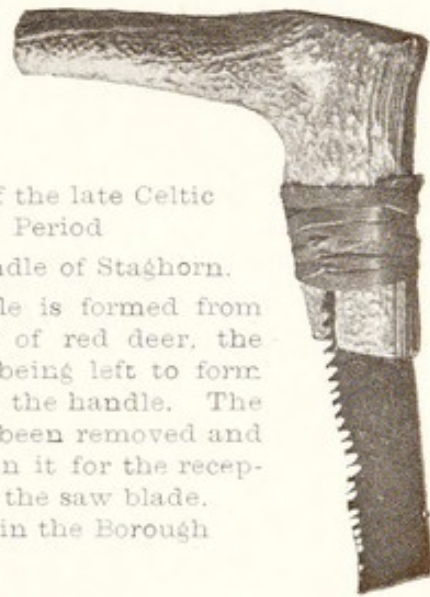 f the late Celtic
Period
ndle of Staghorn.
le is formed from
of red deer, the
being left to form
the handle. The
been removed and
n it for the recep-
the saw blade.
in the Borough